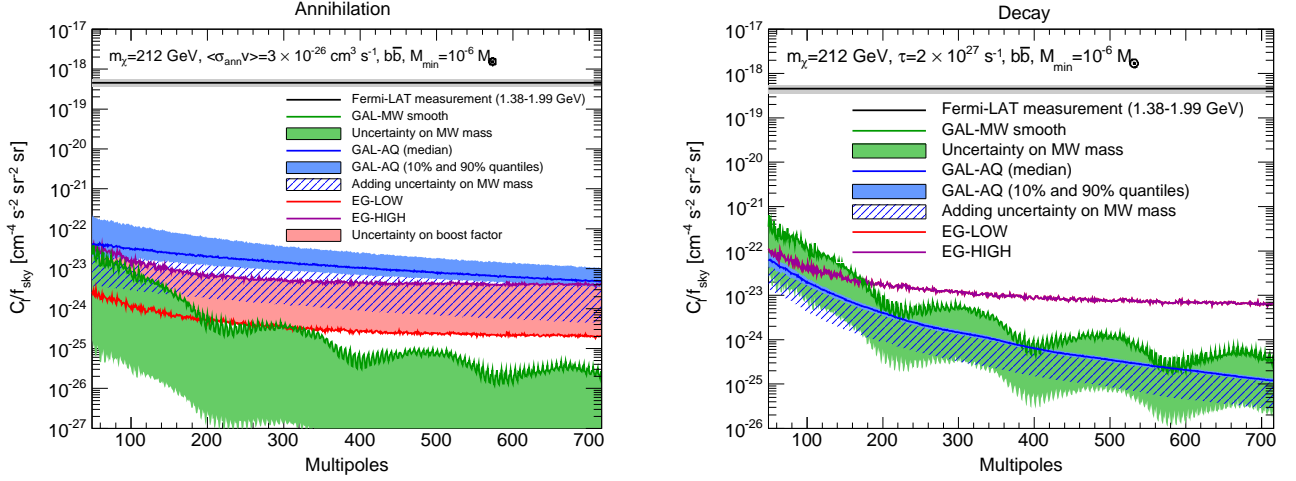 Annihilation
10^-17
10^-18
10^-19
10^-20
10^-21
10^-22
10^-23
10^-24
10^-25
10^-26
10^-27
C_l/f_sky [cm^-4 s^-2 sr^-2 sr]
m_χ=212 GeV, <σ_ann v>=3 × 10^-26 cm^3 s^-1, bb̅, M_min=10^-6 M_⊙
Fermi-LAT measurement (1.38-1.99 GeV)
GAL-MW smooth
Uncertainty on MW mass
GAL-AQ (median)
GAL-AQ (10% and 90% quantiles)
Adding uncertainty on MW mass
EG-LOW
EG-HIGH
Uncertainty on boost factor
100 200 300 400 500 600 700
Multipoles
Decay
10^-17
10^-18
10^-19
10^-20
10^-21
10^-22
10^-23
10^-24
10^-25
10^-26
C_l/f_sky [cm^-4 s^-2 sr^-2 sr]
m_χ=212 GeV, τ=2 × 10^27 s^-1, bb̅, M_min=10^-6 M_⊙
Fermi-LAT measurement (1.38-1.99 GeV)
GAL-MW smooth
Uncertainty on MW mass
GAL-AQ (median)
GAL-AQ (10% and 90% quantiles)
Adding uncertainty on MW mass
EG-LOW
EG-HIGH
100 200 300 400 500 600 700
Multipoles